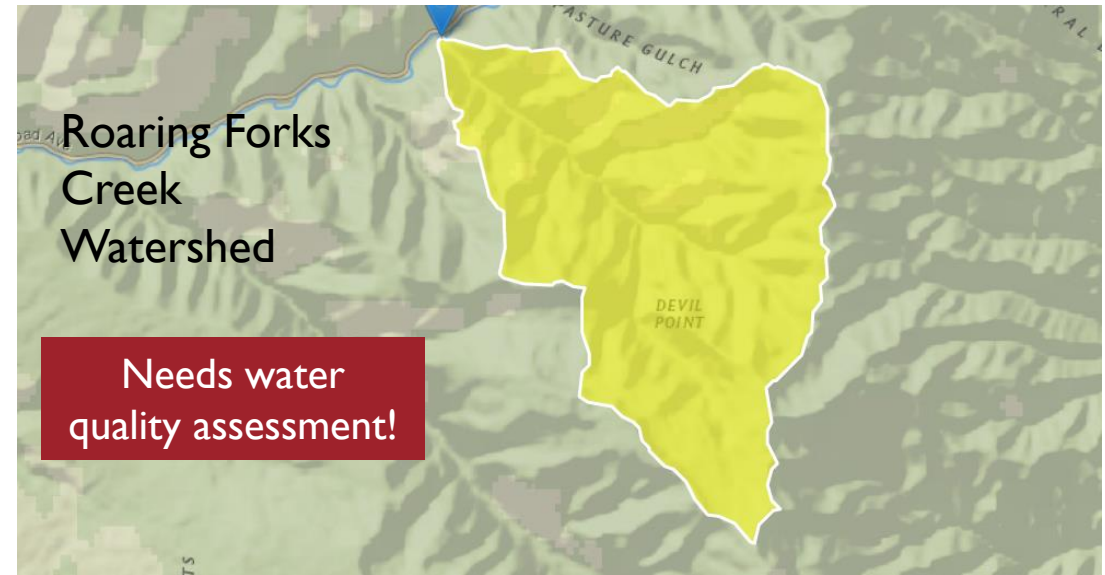 PASTURE GULCH
Roaring Forks
Creek
Watershed
DEVIL
POINT
Needs water
quality assessment!